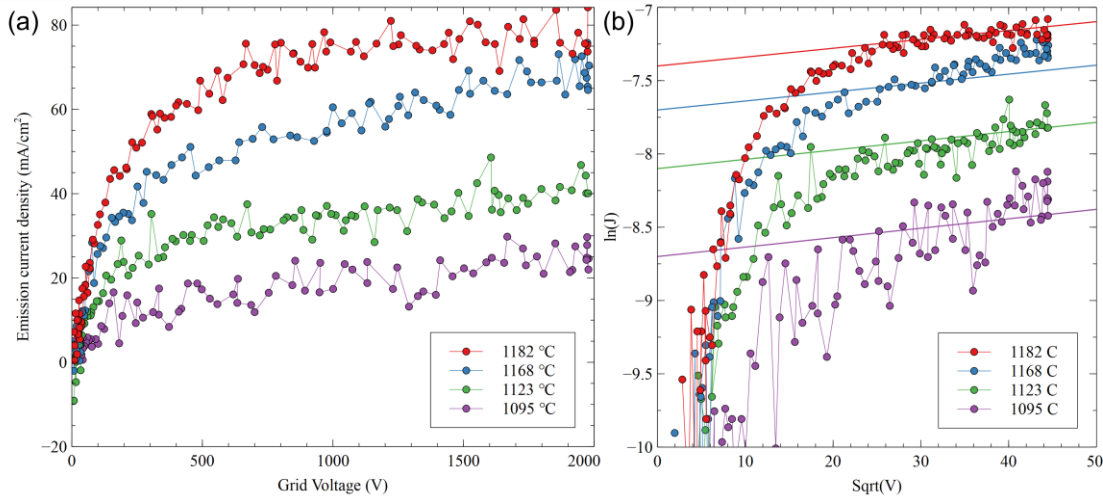 (a)
80
60
40
20
0
−20
Emission current density (mA/cm²)
0
500
1000
1500
2000
Grid Voltage (V)
1182 ℃
1168 ℃
1123 ℃
1095 ℃
(b)
−7
−7.5
−8
−8.5
−9
−9.5
−10
ln(J)
0
10
20
30
40
50
Sqrt(V)
1182 C
1168 C
1123 C
1095 C